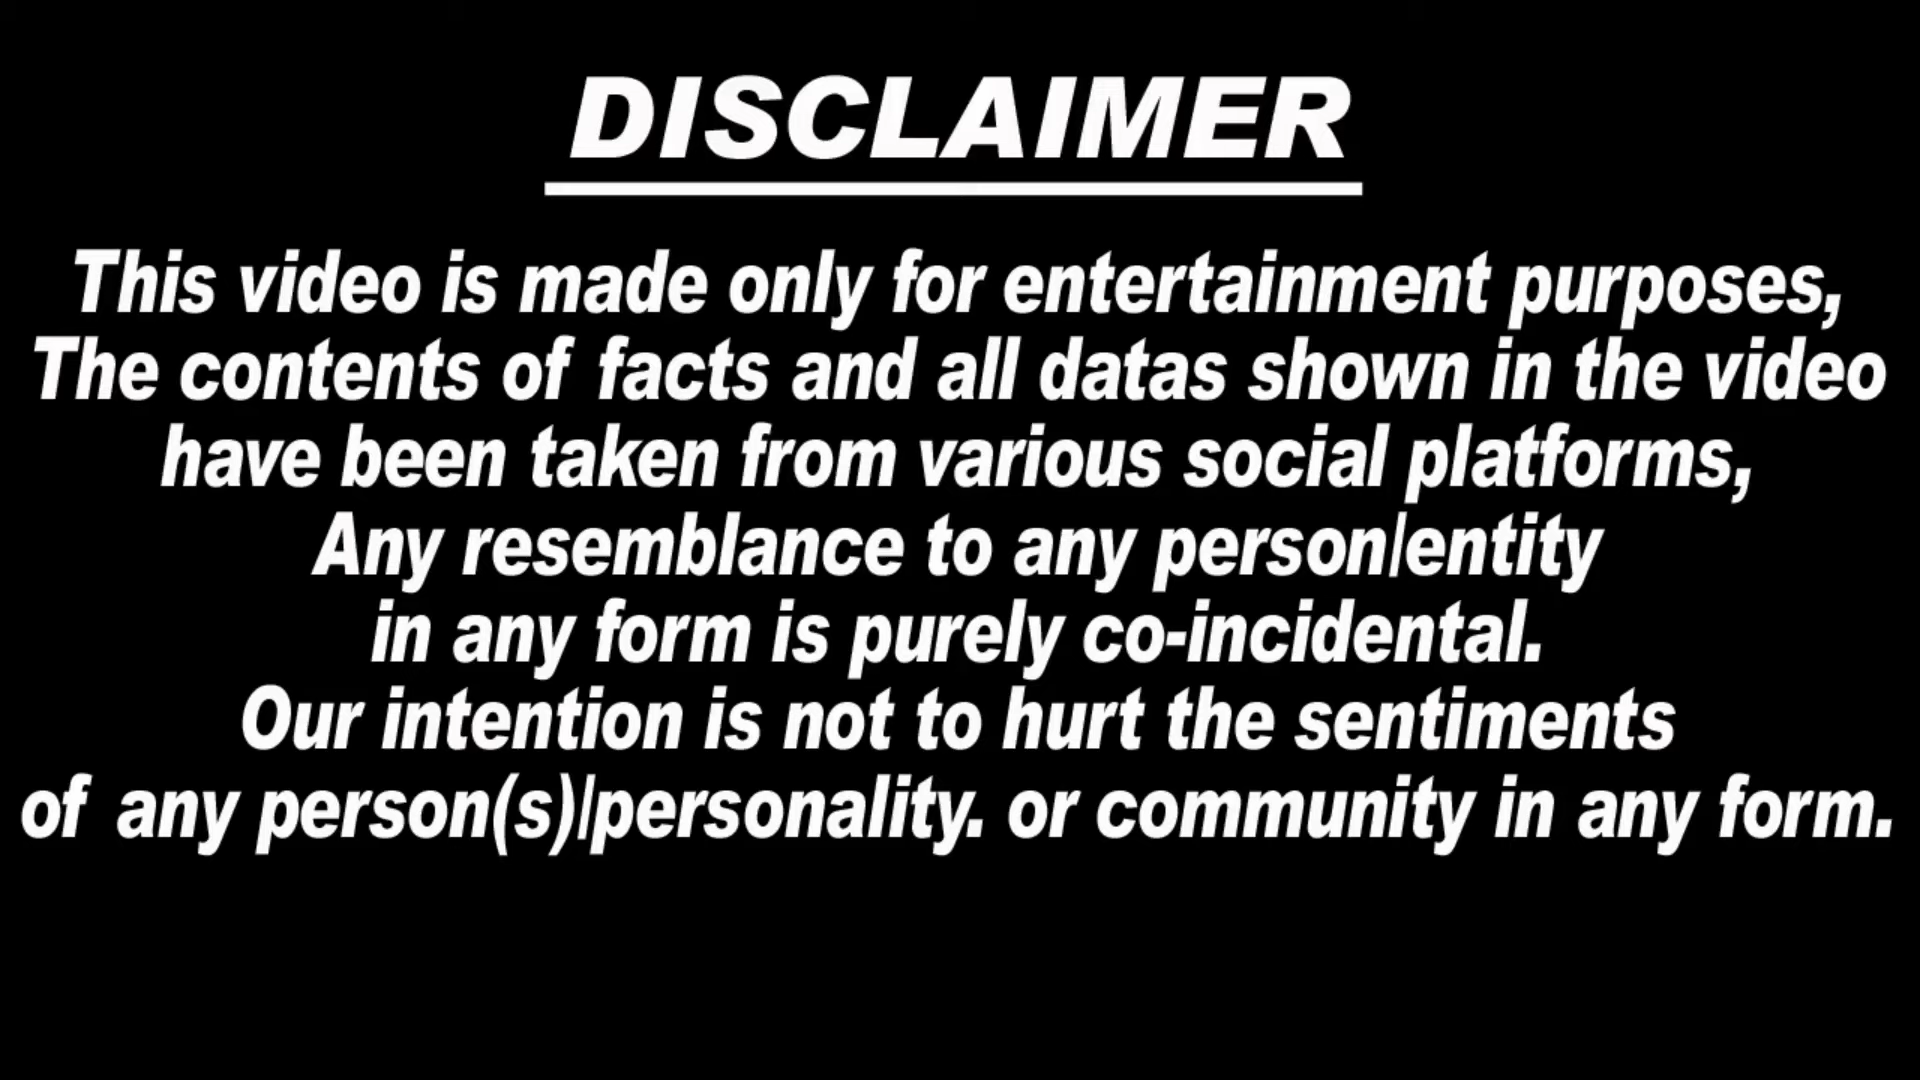 DISCLAIMER
This video is made only for entertainment purposes,
The contents of facts and all datas shown in the video
have been taken from various social platforms,
Any resemblance to any person/entity
in any form is purely co-incidental.
Our intention is not to hurt the sentiments
of any person(s)/personality. or community in any form.